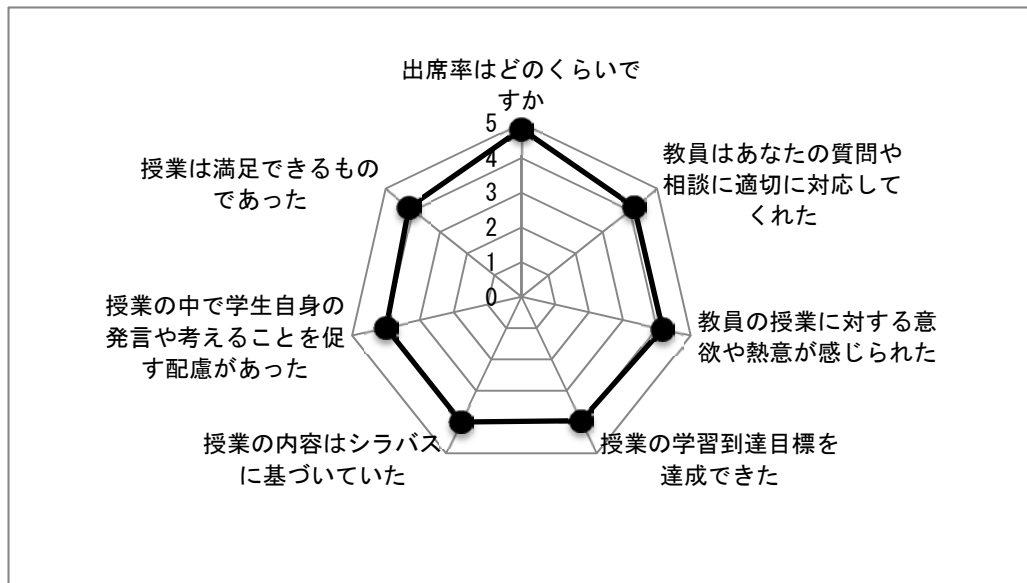 出席率はどのくらいで
すか
5
4
3
2
1
0
教員はあなたの質問や
相談に適切に対応して
くれた
教員の授業に対する意
欲や熱意が感じられた
授業の学習到達目標を
達成できた
授業の内容はシラバス
に基づいていた
授業の中で学生自身の
発言や考えることを促
す配慮があった
授業は満足できるもの
であった